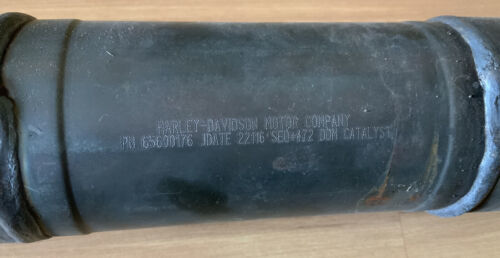 HARLEY-DAVIDSON MOTOR COMPANY
PN 65600176 JDATE 22116 SEQ 472 DOM CATALYST